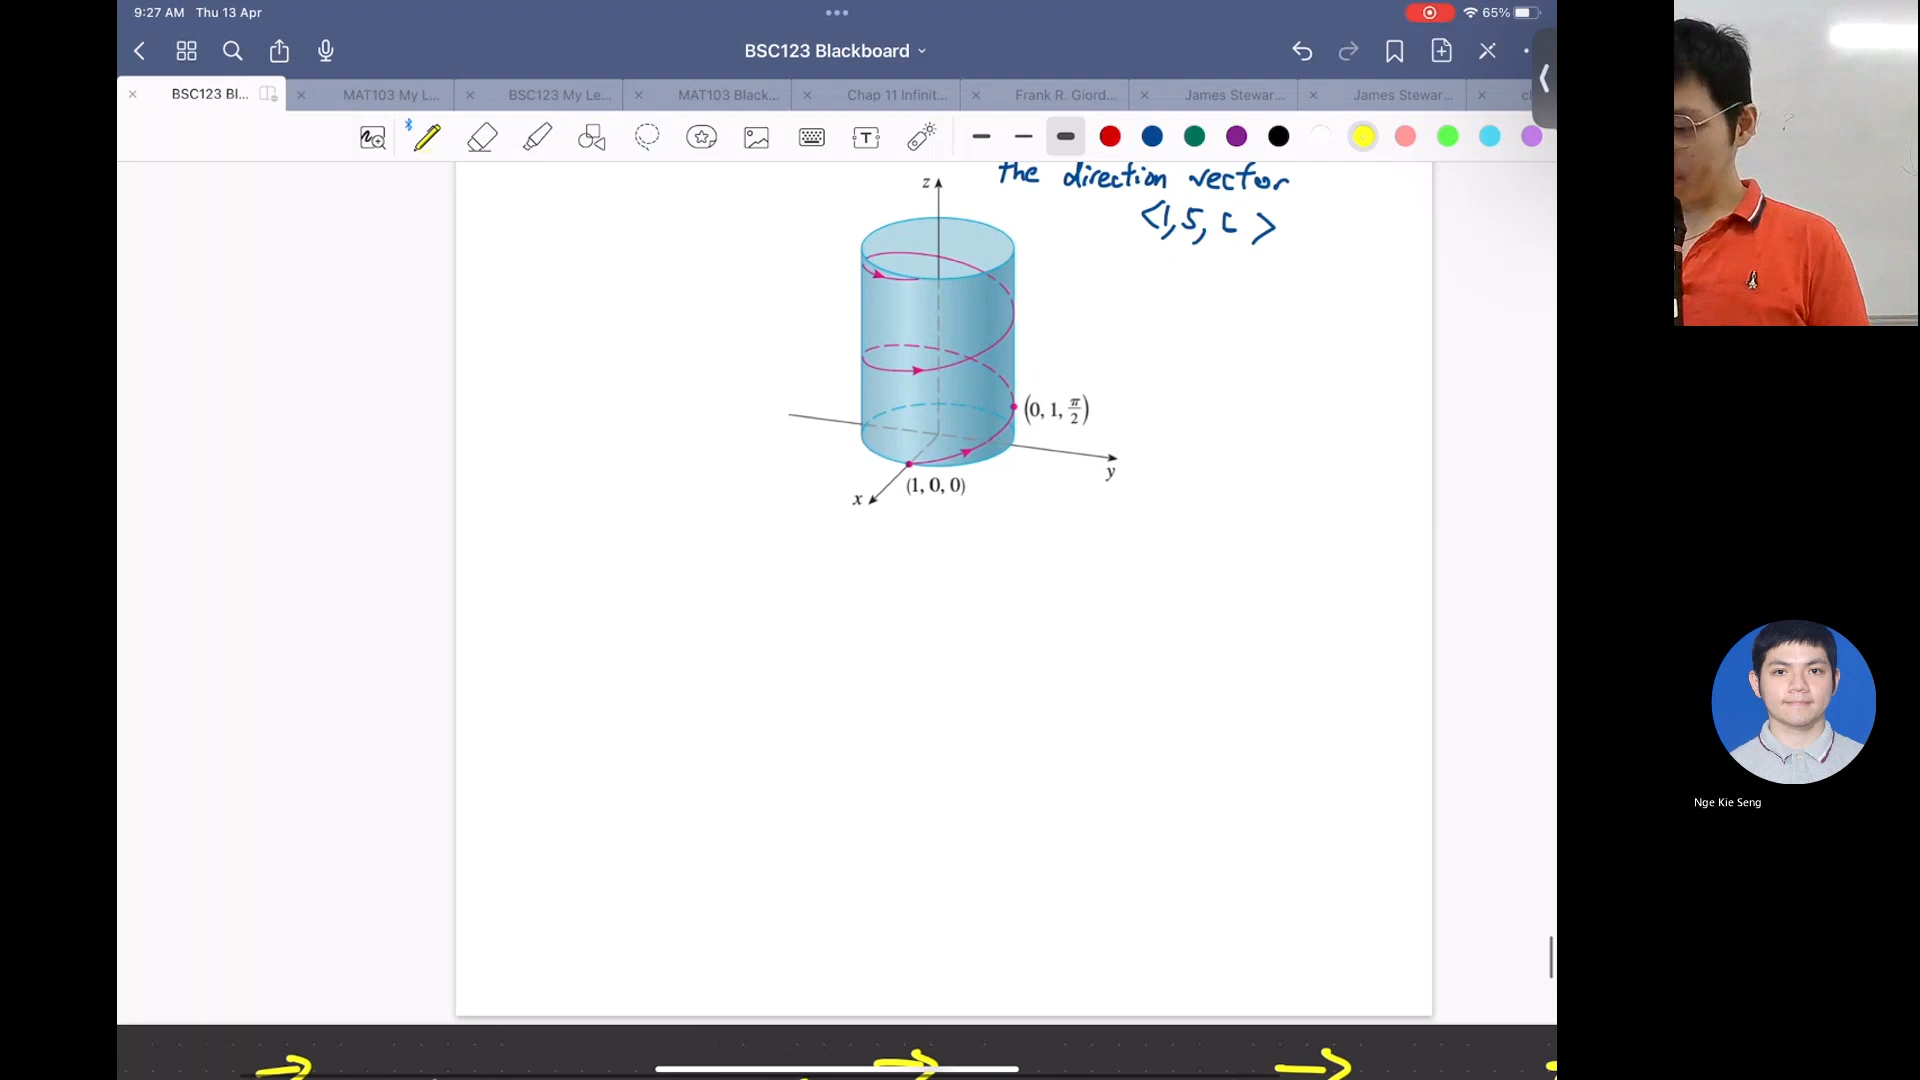 9:27 AM Thu 13 Apr
65%
BSC123 Blackboard
BSC123 Bl...
MAT103 My L...
BSC123 My Le...
MAT103 Black...
Chap 11 Infinit...
Frank R. Giord...
James Stewar...
James Stewar...
T
the direction vector
z
(0, 1, π/2)
y
(1, 0, 0)
x
Nge Kie Seng